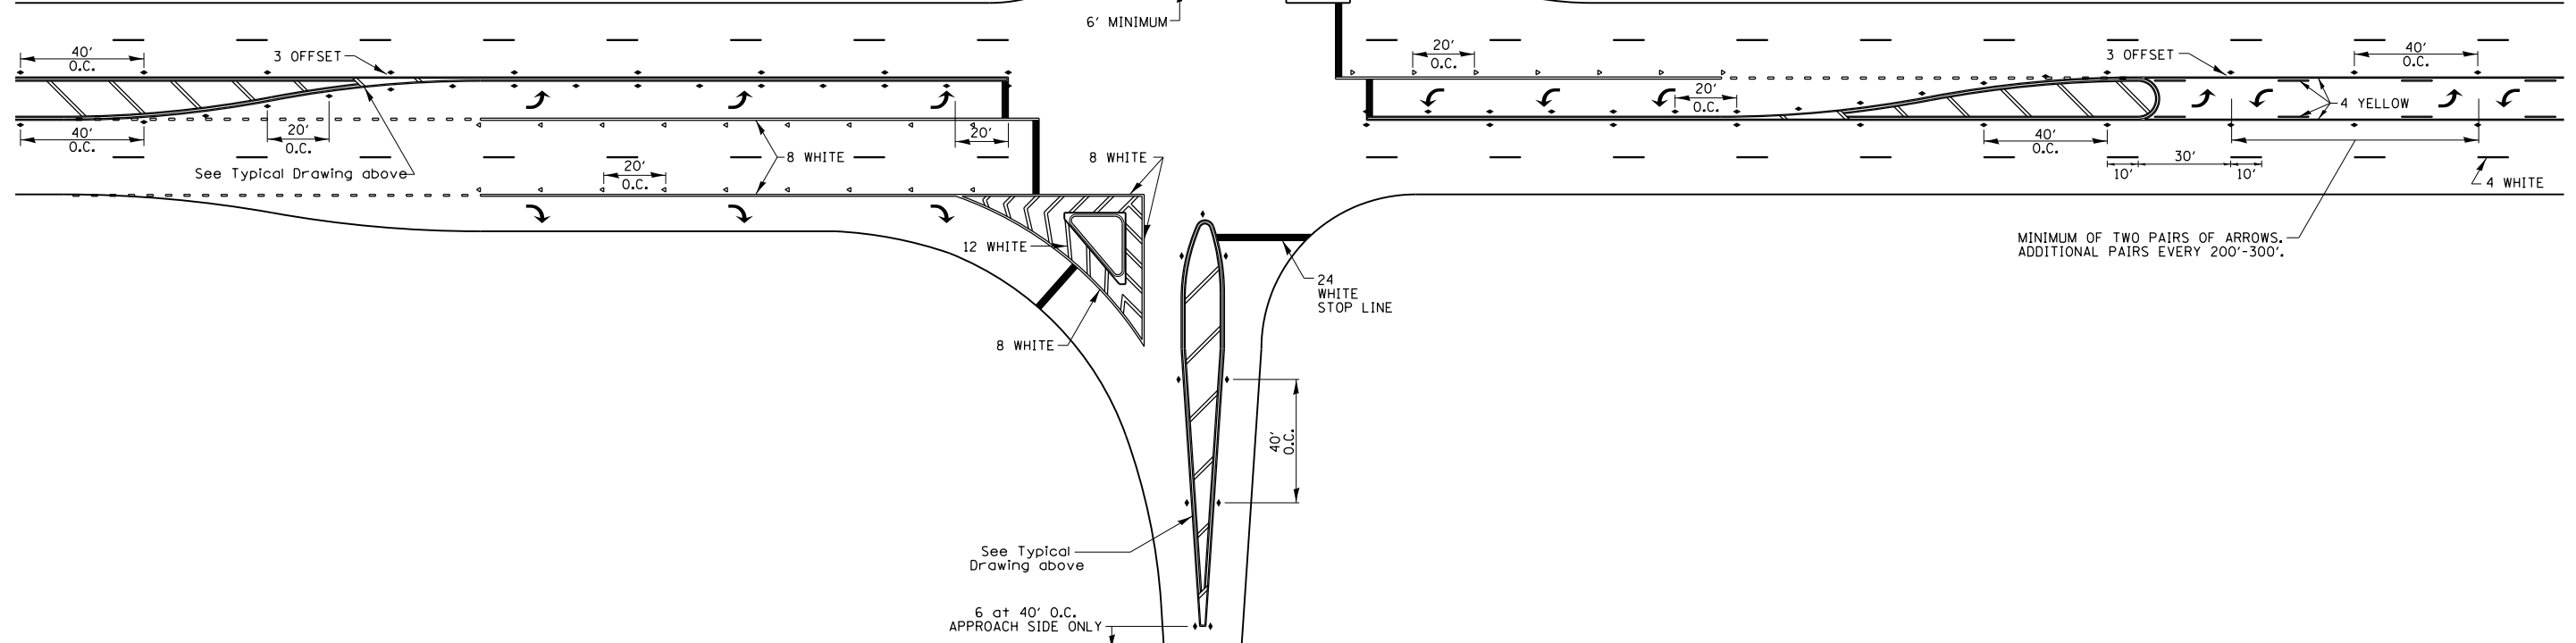 6' MINIMUM
40'
O.C.
3 OFFSET
20'
O.C.
3 OFFSET
40'
O.C.
20'
O.C.
4 YELLOW
40'
O.C.
20'
O.C.
See Typical Drawing above
20'
8 WHITE
20'
O.C.
8 WHITE
40'
O.C.
30'
10'
10'
4 WHITE
12 WHITE
MINIMUM OF TWO PAIRS OF ARROWS.
ADDITIONAL PAIRS EVERY 200'-300'.
24
WHITE
STOP LINE
8 WHITE
40'
O.C.
See Typical
Drawing above
6 at 40' O.C.
APPROACH SIDE ONLY